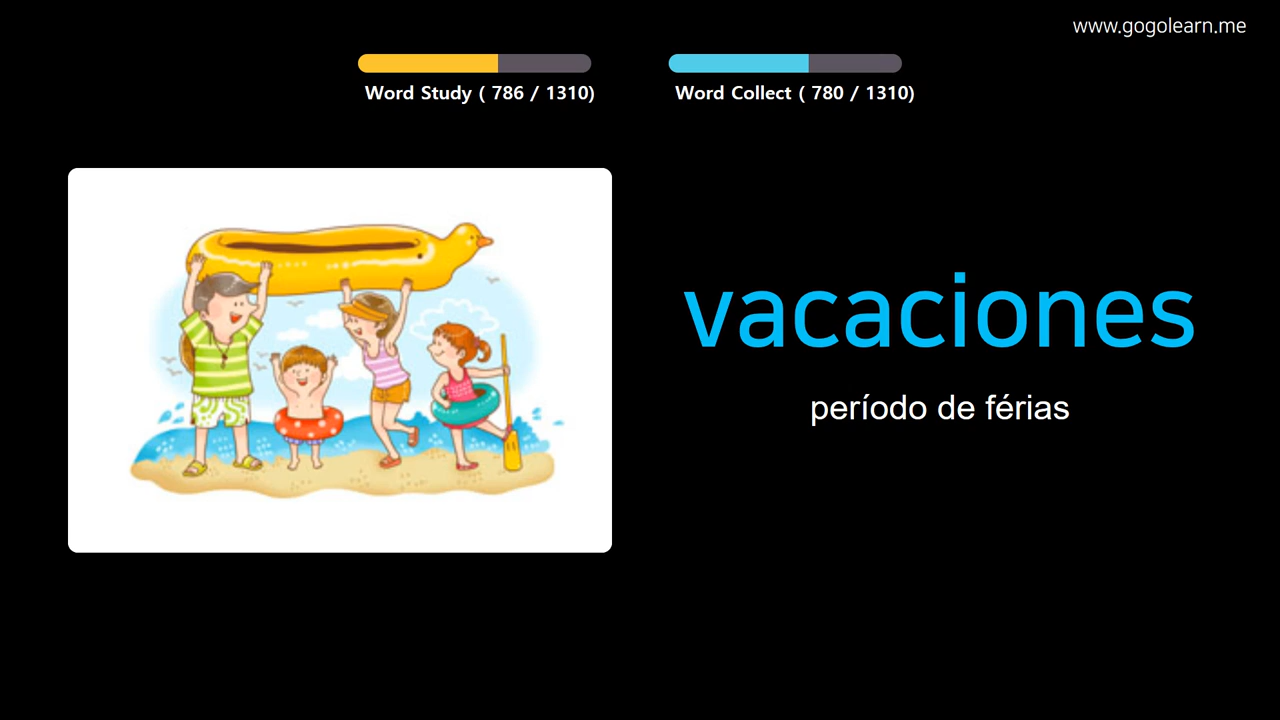 www.gogolearn.me
Word Study ( 786 / 1310)
Word Collect ( 780 / 1310)
vacaciones
período de férias